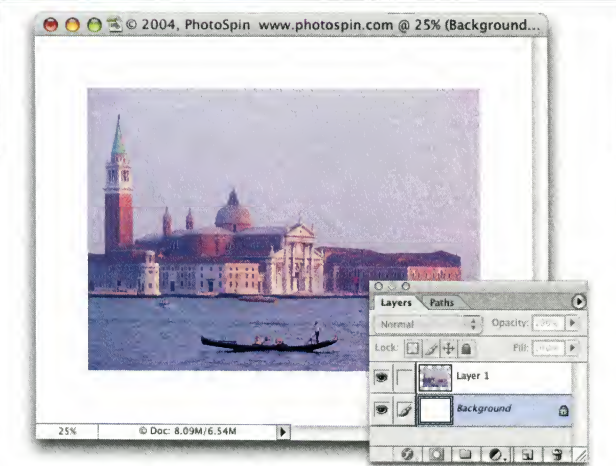 © 2004, PhotoSpin www.photospin.com @ 25% (Background...
Layers Paths
Normal Opacity:
Lock: Fill:
Layer 1
Background
25% © Doc: 8.09M/6.54M